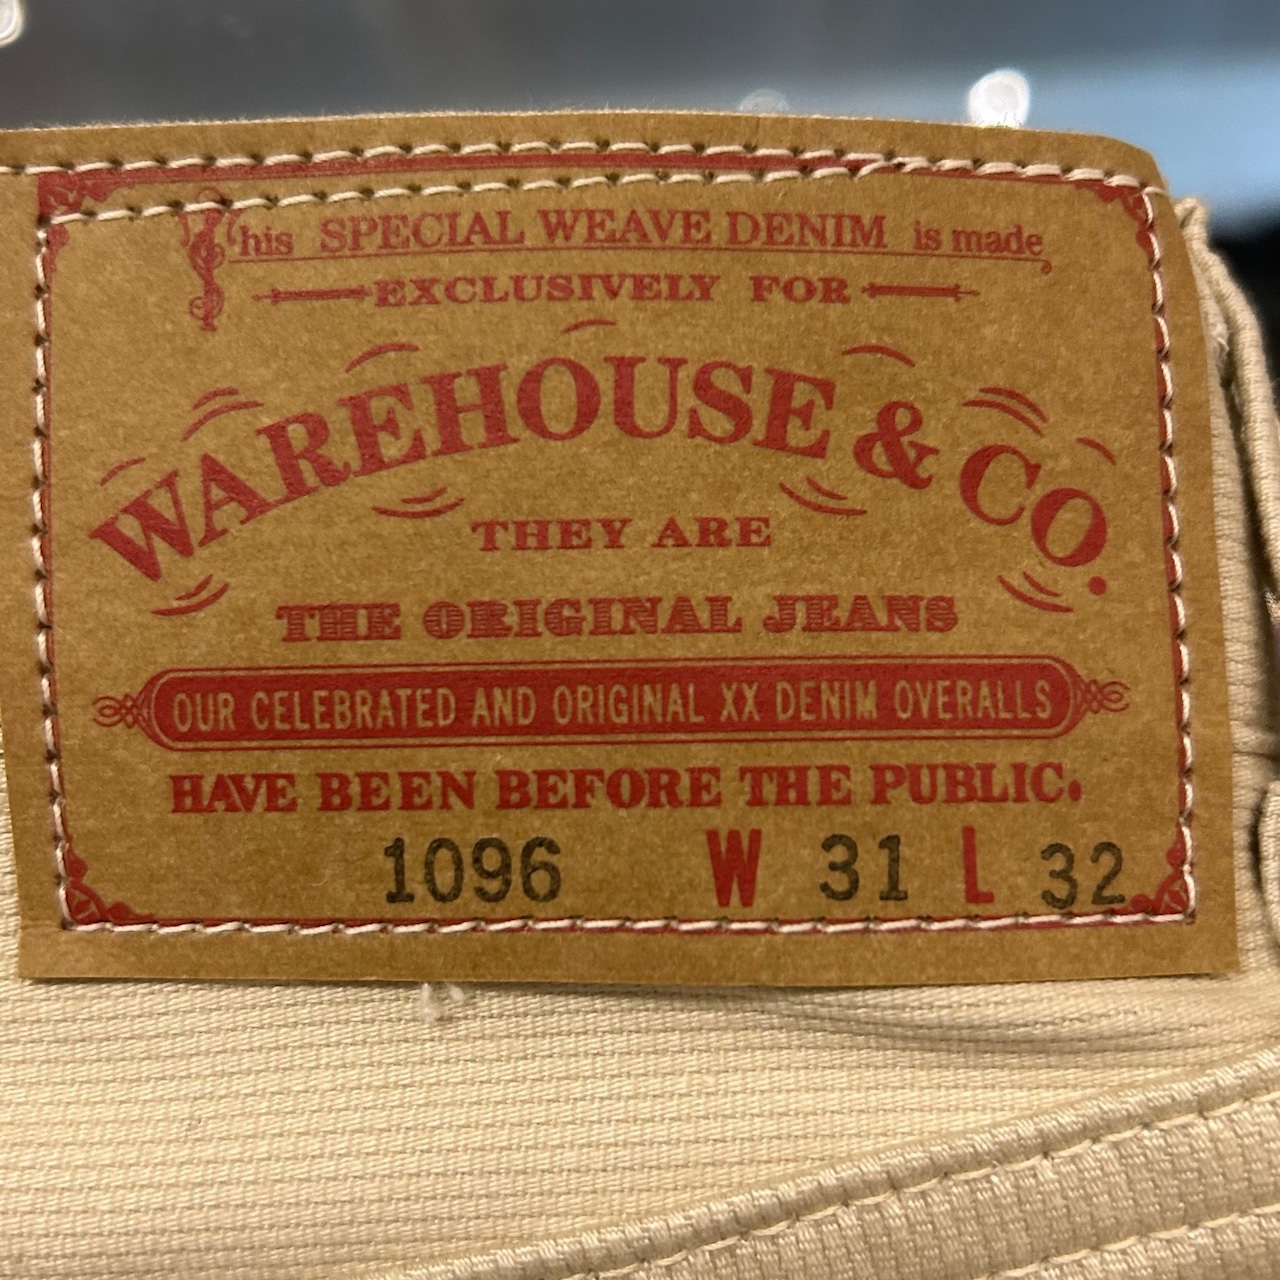 This SPECIAL WEAVE DENIM is made
EXCLUSIVELY FOR
WAREHOUSE & CO.
THEY ARE
THE ORIGINAL JEANS
OUR CELEBRATED AND ORIGINAL XX DENIM OVERALLS
HAVE BEEN BEFORE THE PUBLIC.
1096 W 31 L 32